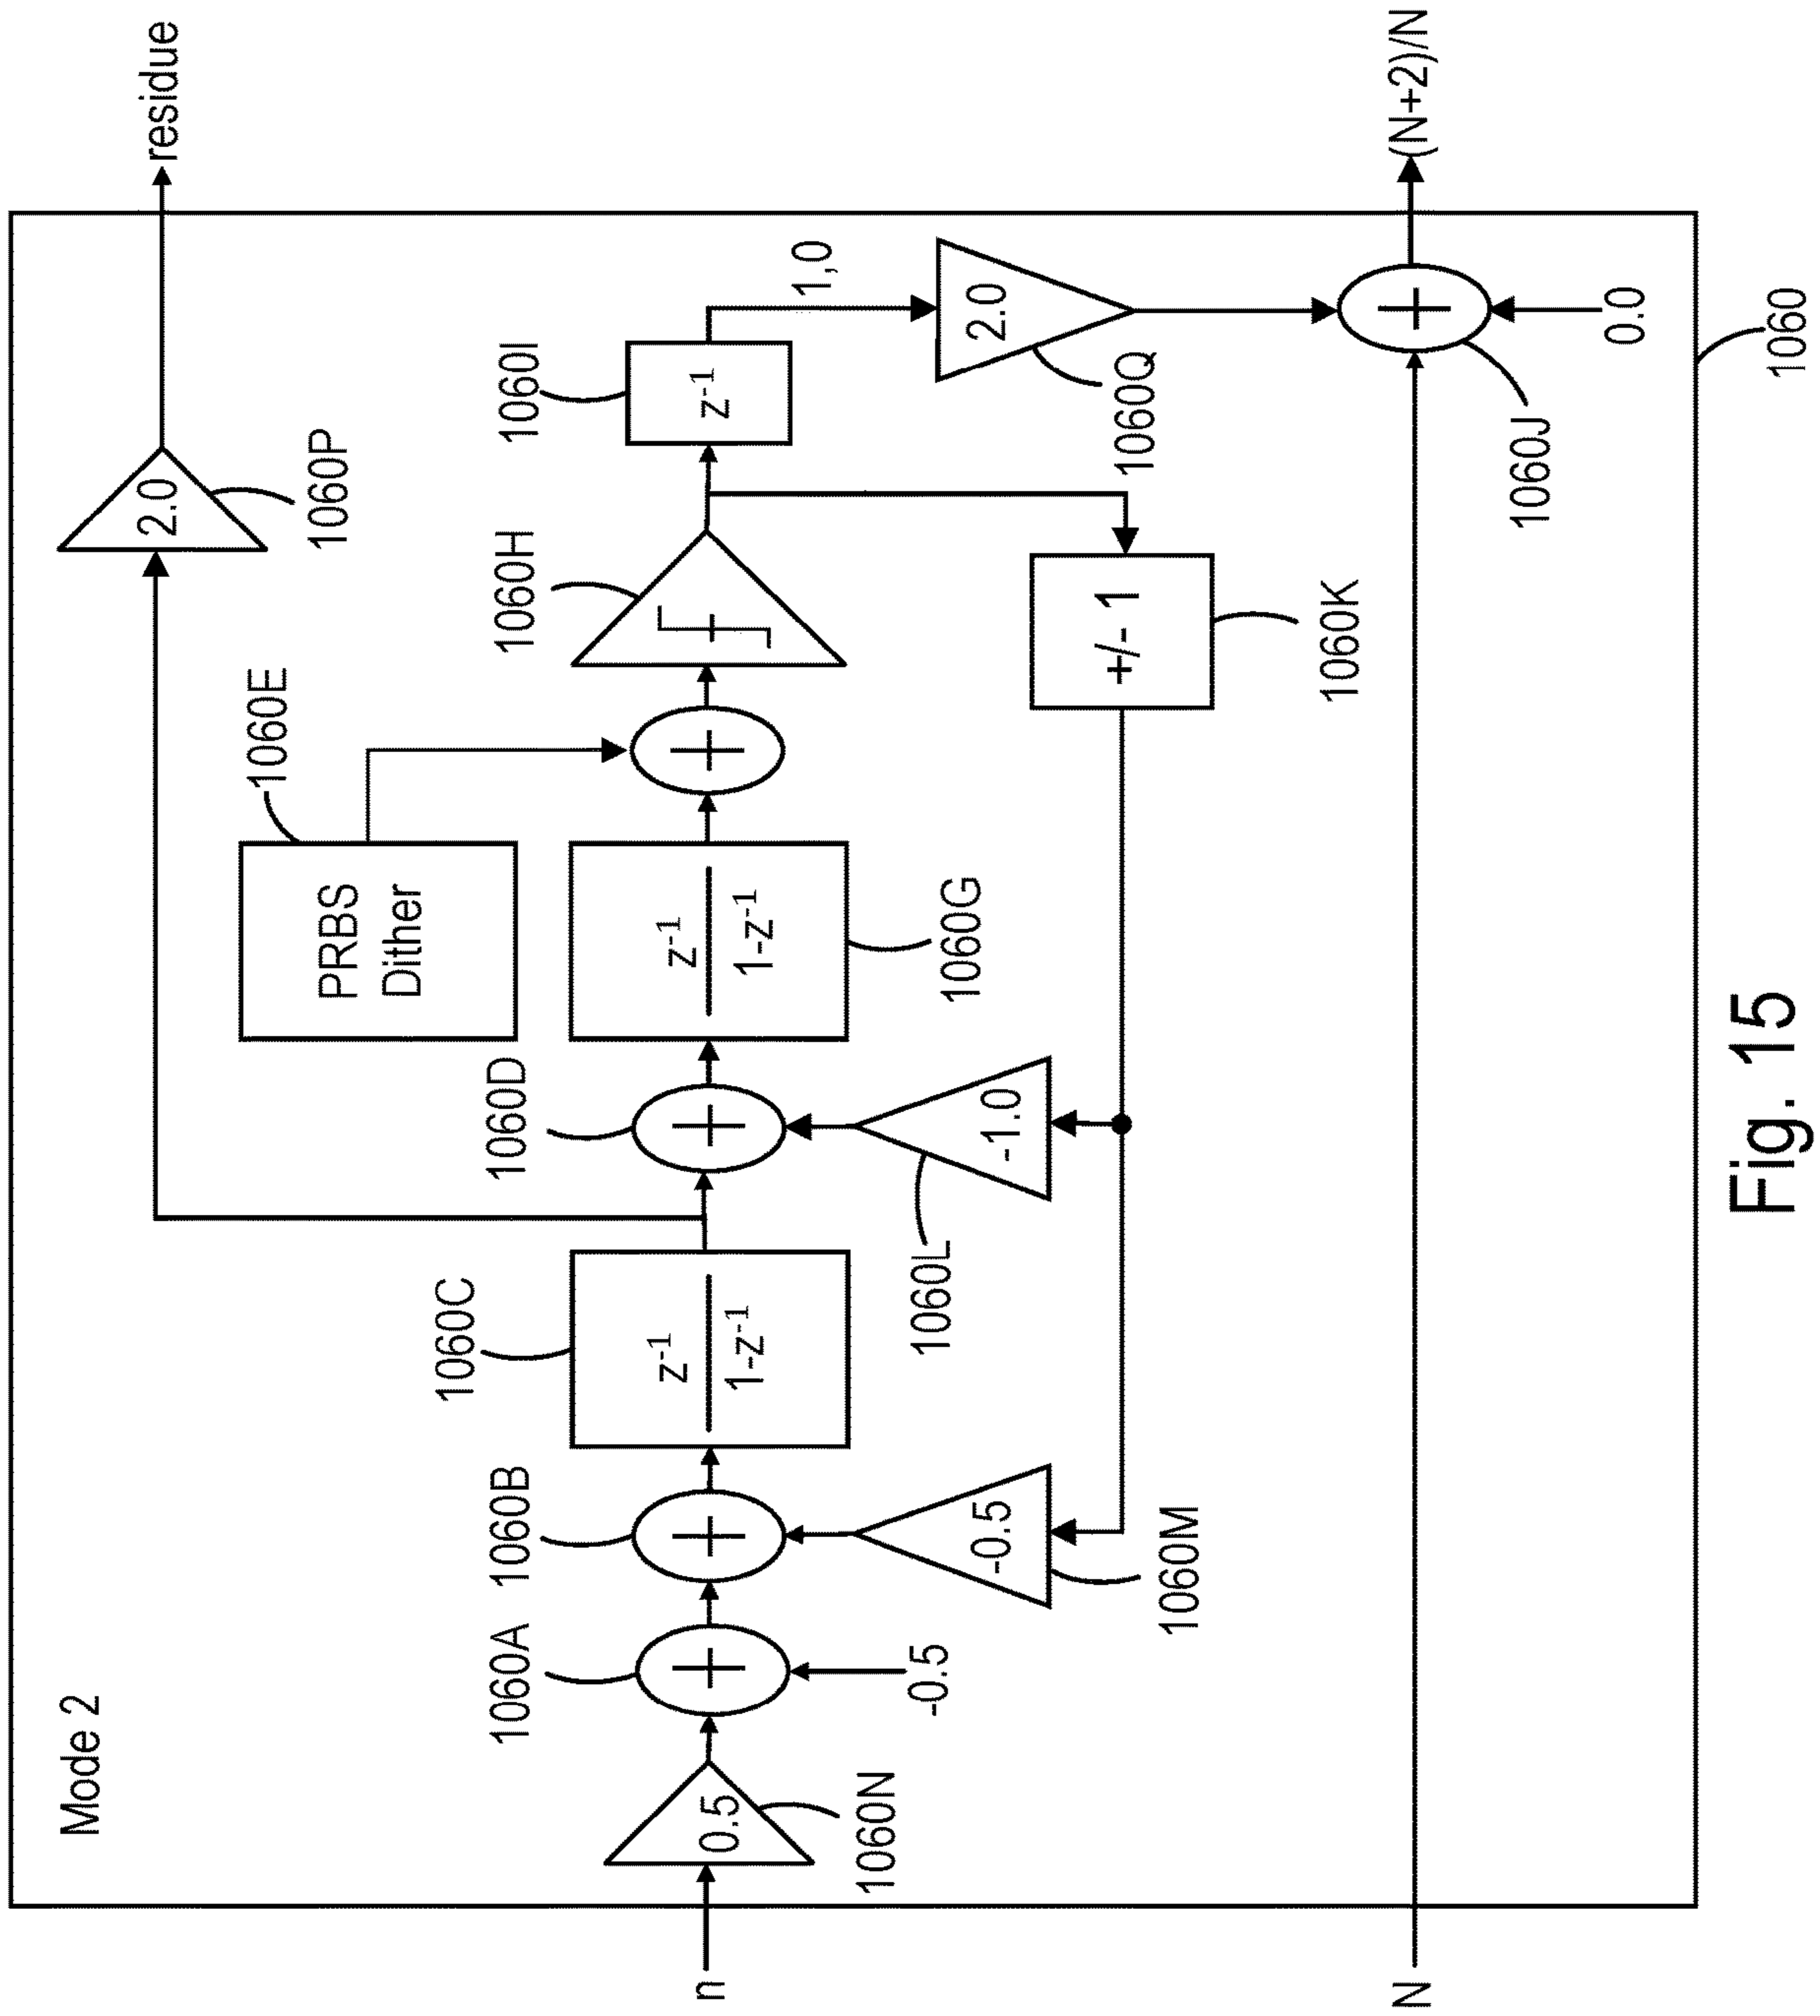 Mode 2
n
0.5
1060N
1060A
-0.5
1060B
1060C
z⁻¹
1-z⁻¹
1060M
-0.5
1060D
1060L
-1.0
1060G
z⁻¹
1-z⁻¹
PRBS
Dither
1060E
1060H
1060K
+/- 1
1060I
z⁻¹
1,0
2.0
1060P
residue
2.0
1060Q
N
1060J
0.0
(N+2)/N
1060
Fig. 15